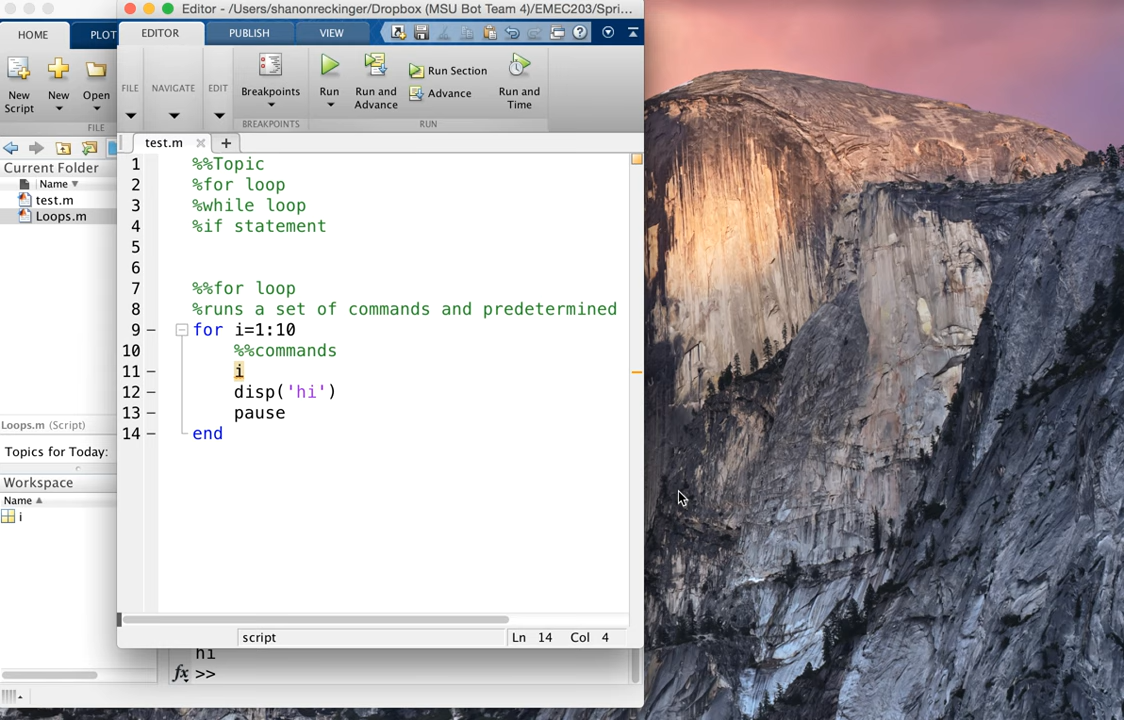 Editor - /Users/shanonreckinger/Dropbox (MSU Bot Team 4)/EMEC203/Spri...
HOME
PLOT
EDITOR
PUBLISH
VIEW
New Script
New
Open
FILE
FILE
NAVIGATE
EDIT
Breakpoints
BREAKPOINTS
Run
Run and Advance
Run Section
Advance
Run and Time
RUN
test.m
Current Folder
Name
test.m
Loops.m
1 %%Topic
2 %for loop
3 %while loop
4 %if statement
5
6
7 %%for loop
8 %runs a set of commands and predetermined
9 for i=1:10
10 %%commands
11 i
12 disp('hi')
13 pause
14 end
Loops.m (Script)
Topics for Today:
Workspace
Name
i
script
Ln 14 Col 4
hi
fx >>